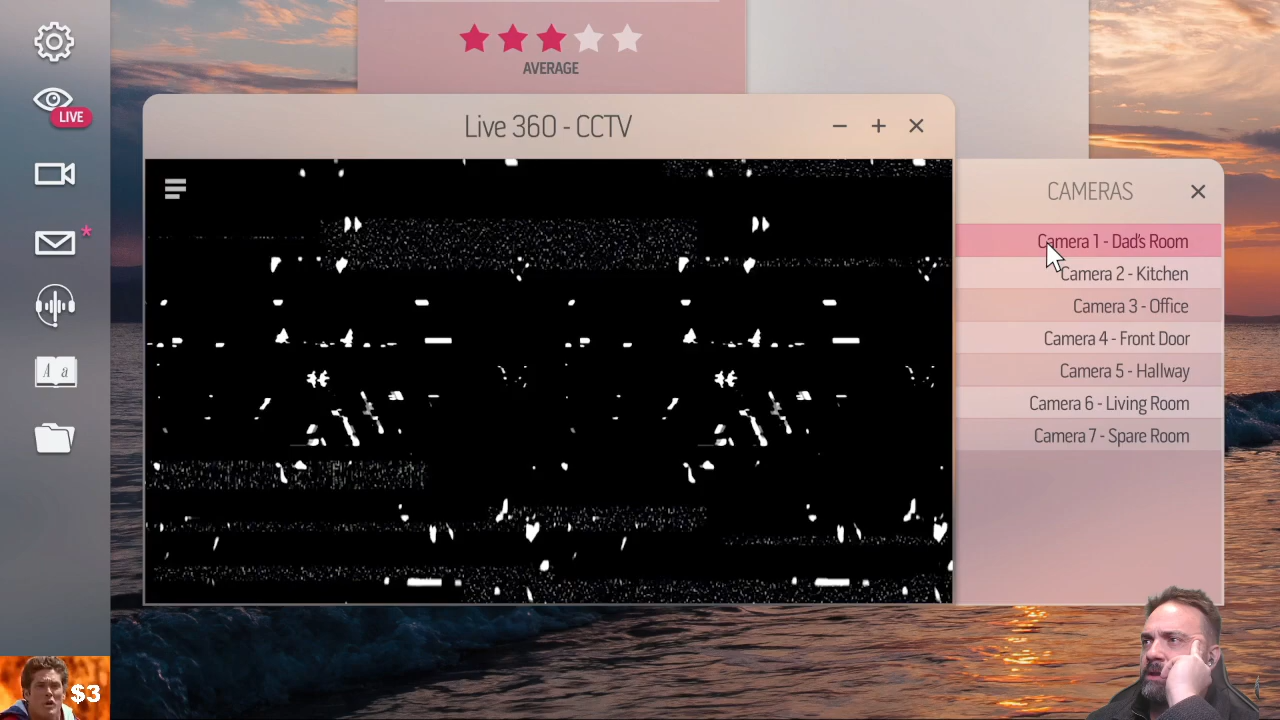 AVERAGE
LIVE
Live 360 - CCTV
CAMERAS
Camera 1 - Dad's Room
Camera 2 - Kitchen
Camera 3 - Office
Camera 4 - Front Door
Camera 5 - Hallway
Camera 6 - Living Room
Camera 7 - Spare Room
A a
$3